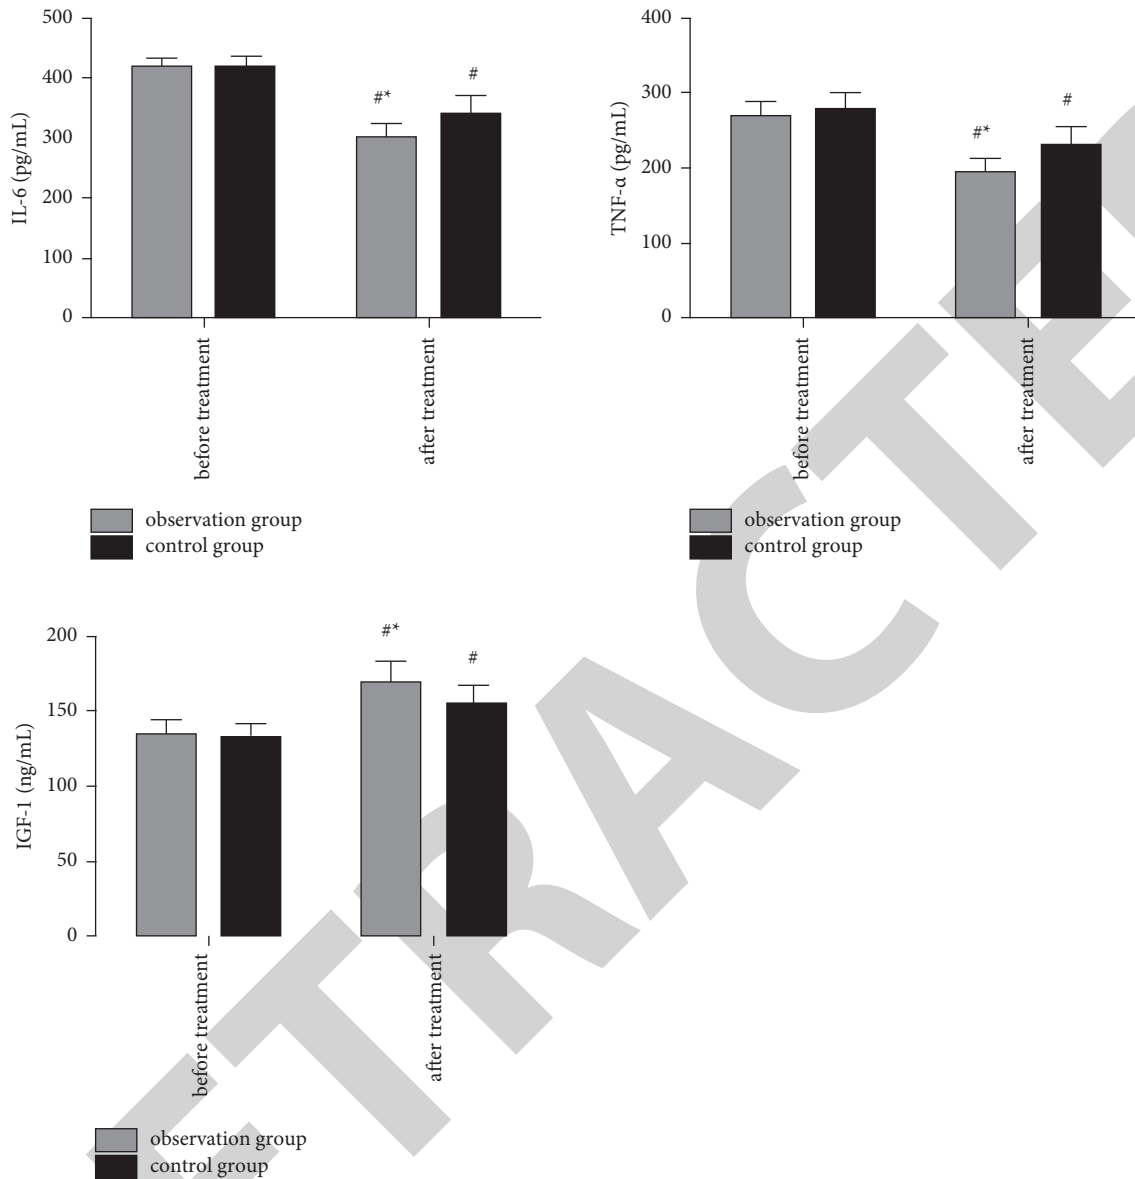 500
400
300
200
100
0
IL-6 (pg/mL)
#*
#
before treatment
after treatment
observation group
control group
400
300
200
100
0
TNF-α (pg/mL)
#*
#
before treatment
after treatment
observation group
control group
200
150
100
50
0
IGF-1 (ng/mL)
#*
#
before treatment
after treatment
observation group
control group
ETRACTE